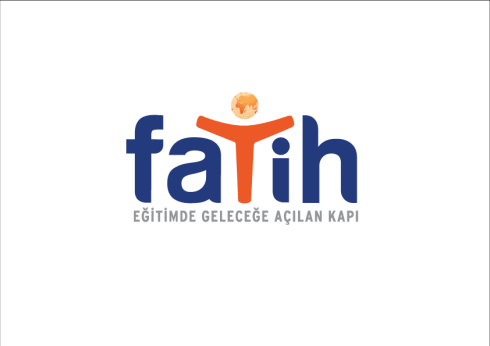 fatih
EĞİTİMDE GELECEĞE AÇILAN KAPI